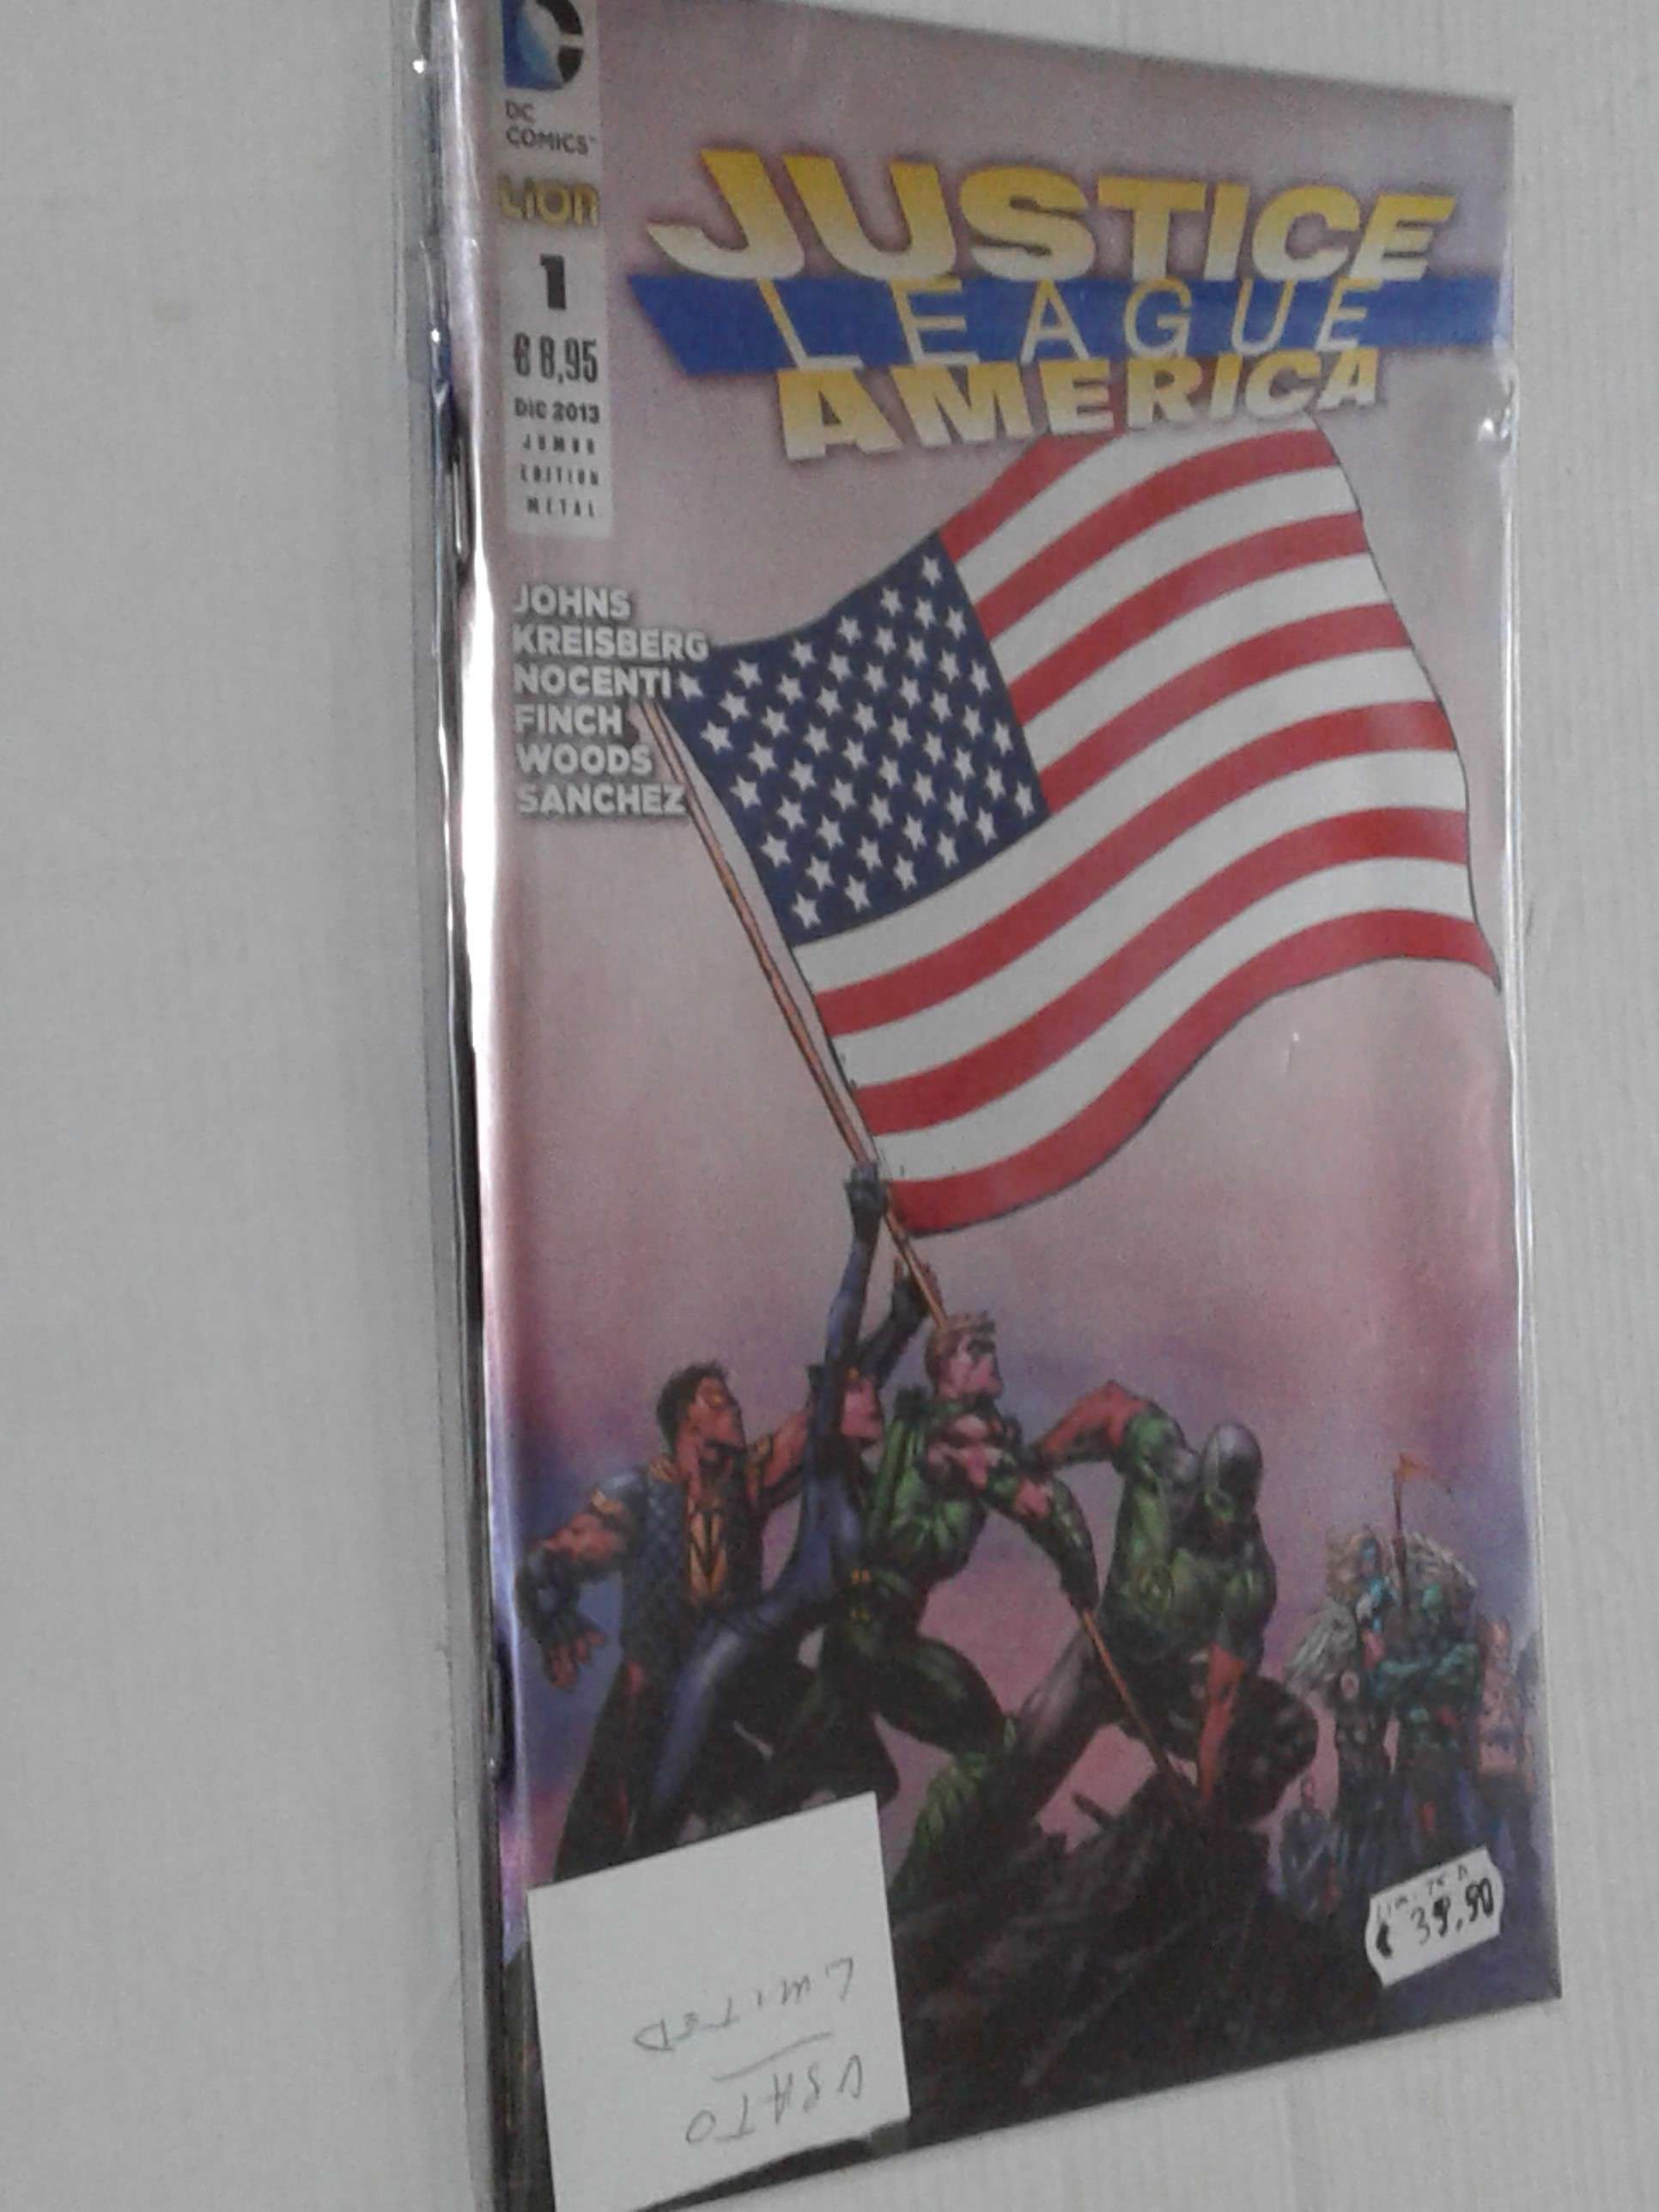 DC
COMICS™
LION
1
€ 8,95
DIC 2013
JUMBO
EDITION
METAL
JUSTICE
LEAGUE
AMERICA
JOHNS
KREISBERG
NOCENTI
FINCH
WOODS
SANCHEZ
LIMITED
€ 39,90
USATO
LIMITED